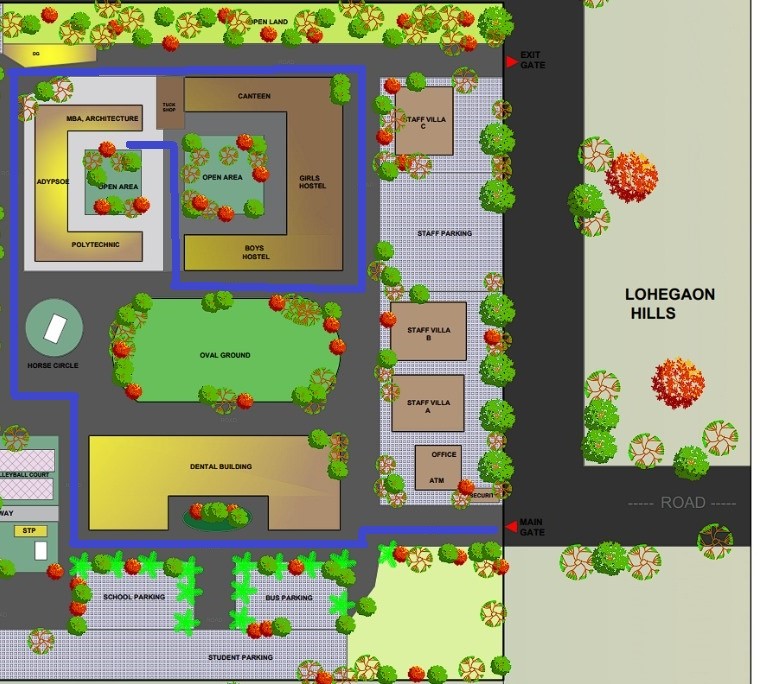 OPEN LAND
DG
EXIT
GATE
CANTEEN
TUCK
SHOP
MBA, ARCHITECTURE
STAFF VILLA
C
ADYPSOE
OPEN AREA
OPEN AREA
GIRLS
HOSTEL
STAFF PARKING
POLYTECHNIC
BOYS
HOSTEL
LOHEGAON
HILLS
STAFF VILLA
B
OVAL GROUND
HORSE CIRCLE
STAFF VILLA
A
OFFICE
DENTAL BUILDING
LLEYBALL COURT
ATM
SECURIT
ROAD
WAY
MAIN
GATE
STP
SCHOOL PARKING
BUS PARKING
STUDENT PARKING